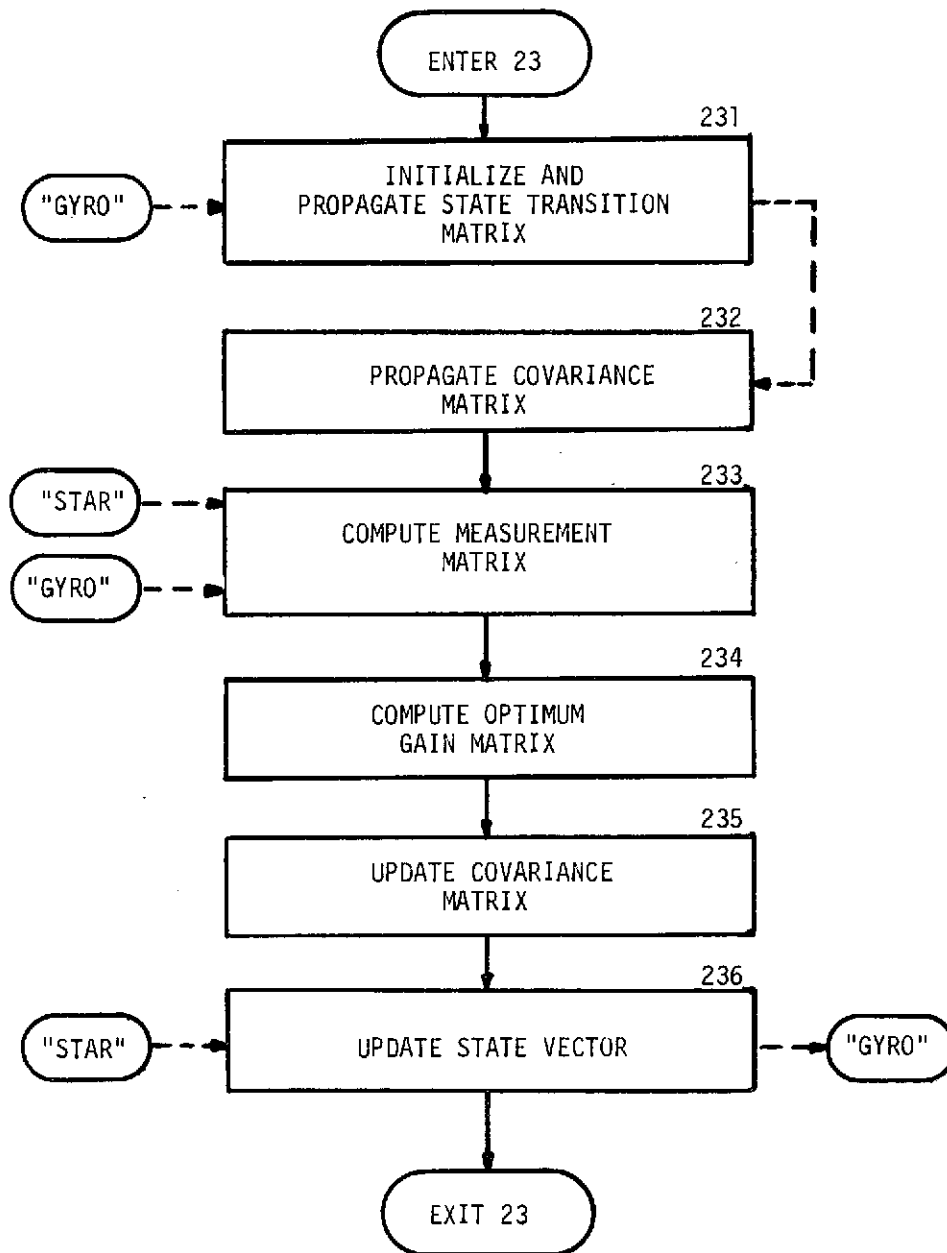 ENTER 23
231
INITIALIZE AND
PROPAGATE STATE TRANSITION
MATRIX
"GYRO"
232
PROPAGATE COVARIANCE
MATRIX
"STAR"
233
COMPUTE MEASUREMENT
MATRIX
"GYRO"
234
COMPUTE OPTIMUM
GAIN MATRIX
235
UPDATE COVARIANCE
MATRIX
236
"STAR"
UPDATE STATE VECTOR
"GYRO"
EXIT 23